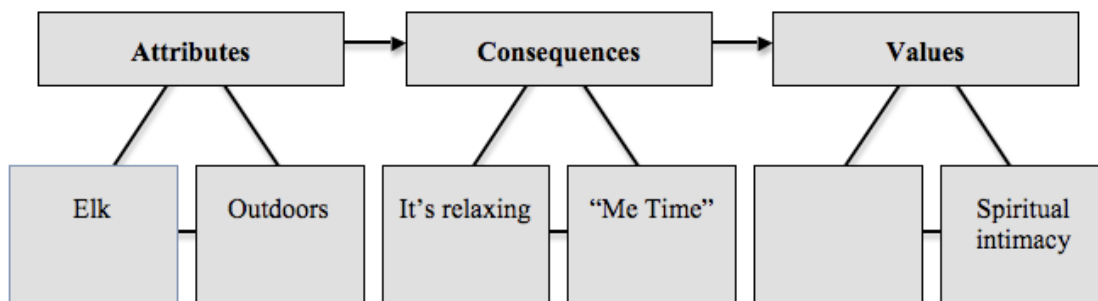 Attributes
Consequences
Values
Elk
Outdoors
It’s relaxing
“Me Time”
Spiritual
intimacy